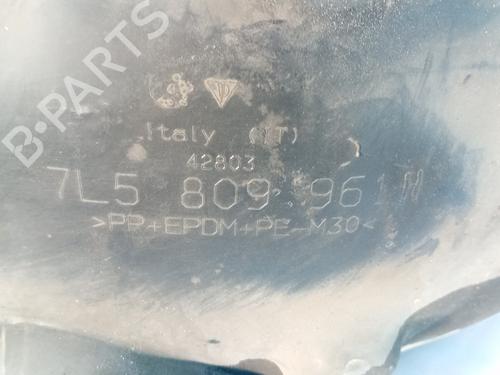 B-PARTS
Italy (IT)
42803
7L5 809 961 N
>PP+EPDM+PE-M30<